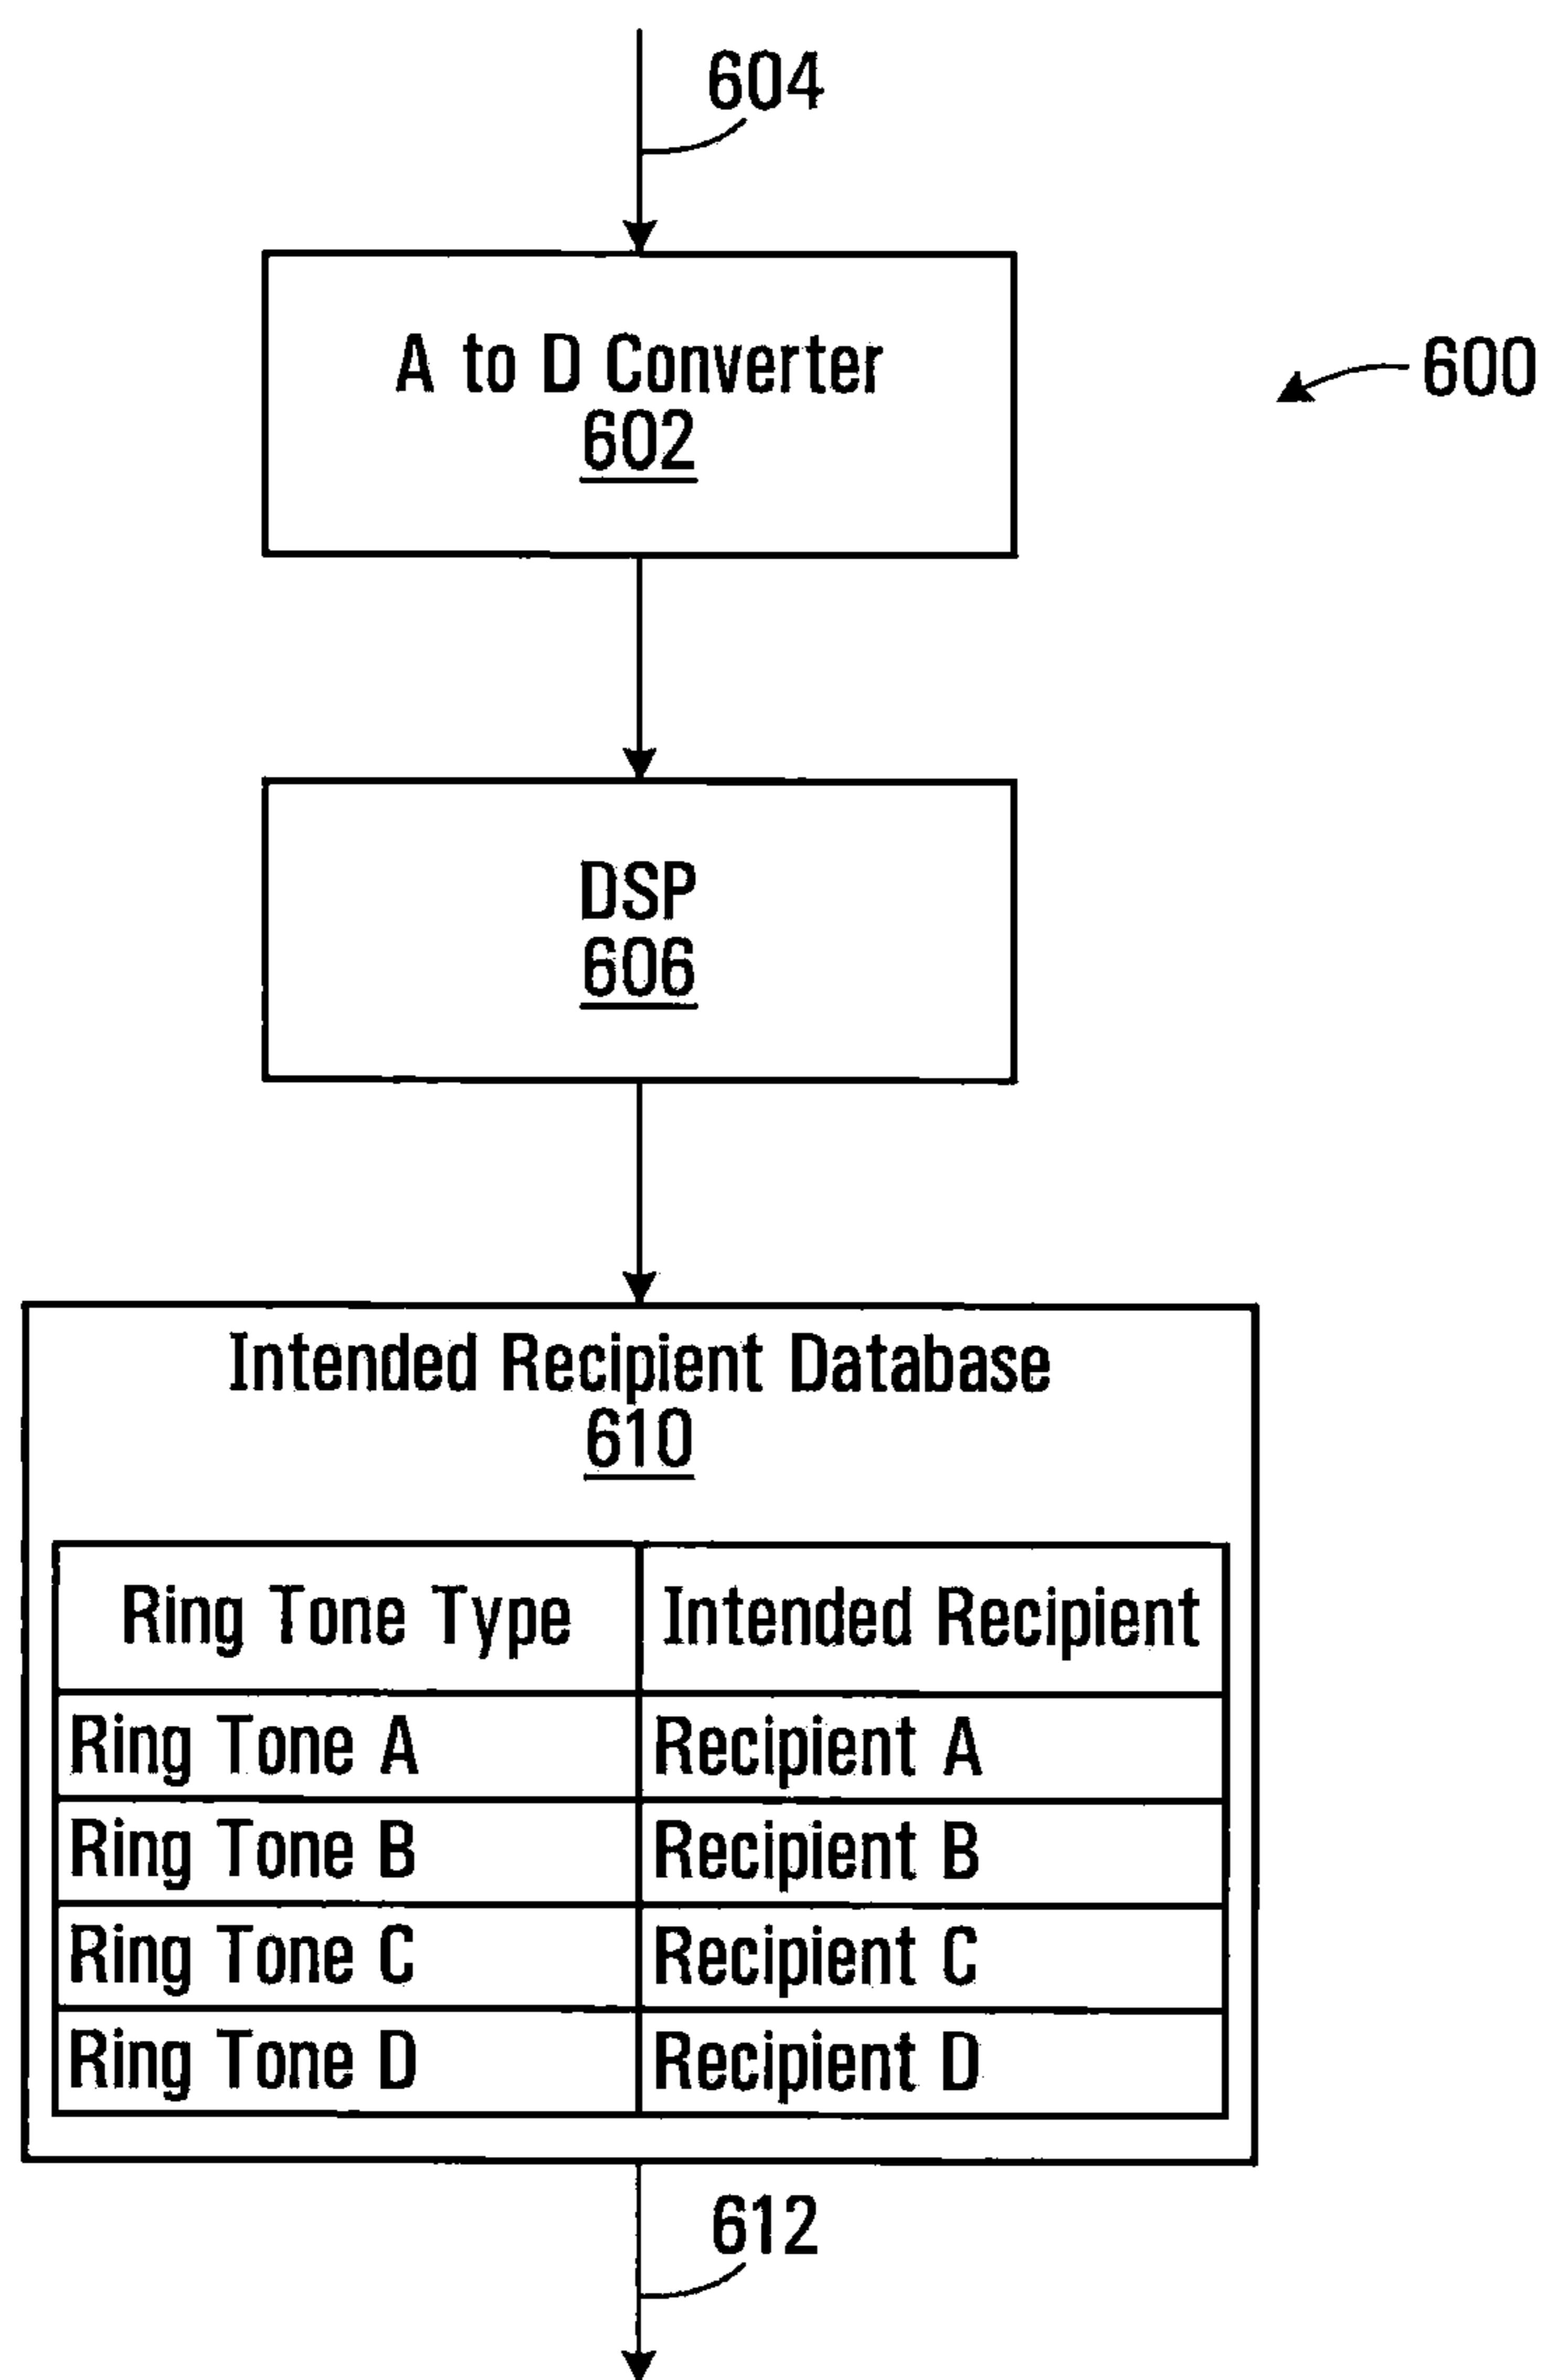 604
A to D Converter
602
600
DSP
606
Intended Recipient Database
610
Ring Tone Type Intended Recipient
Ring Tone A Recipient A
Ring Tone B Recipient B
Ring Tone C Recipient C
Ring Tone D Recipient D
612